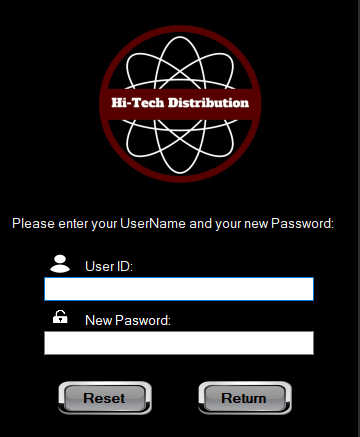 Hi-Tech Distribution
Please enter your UserName and your new Password:
User ID:
New Pasword:
Reset
Return